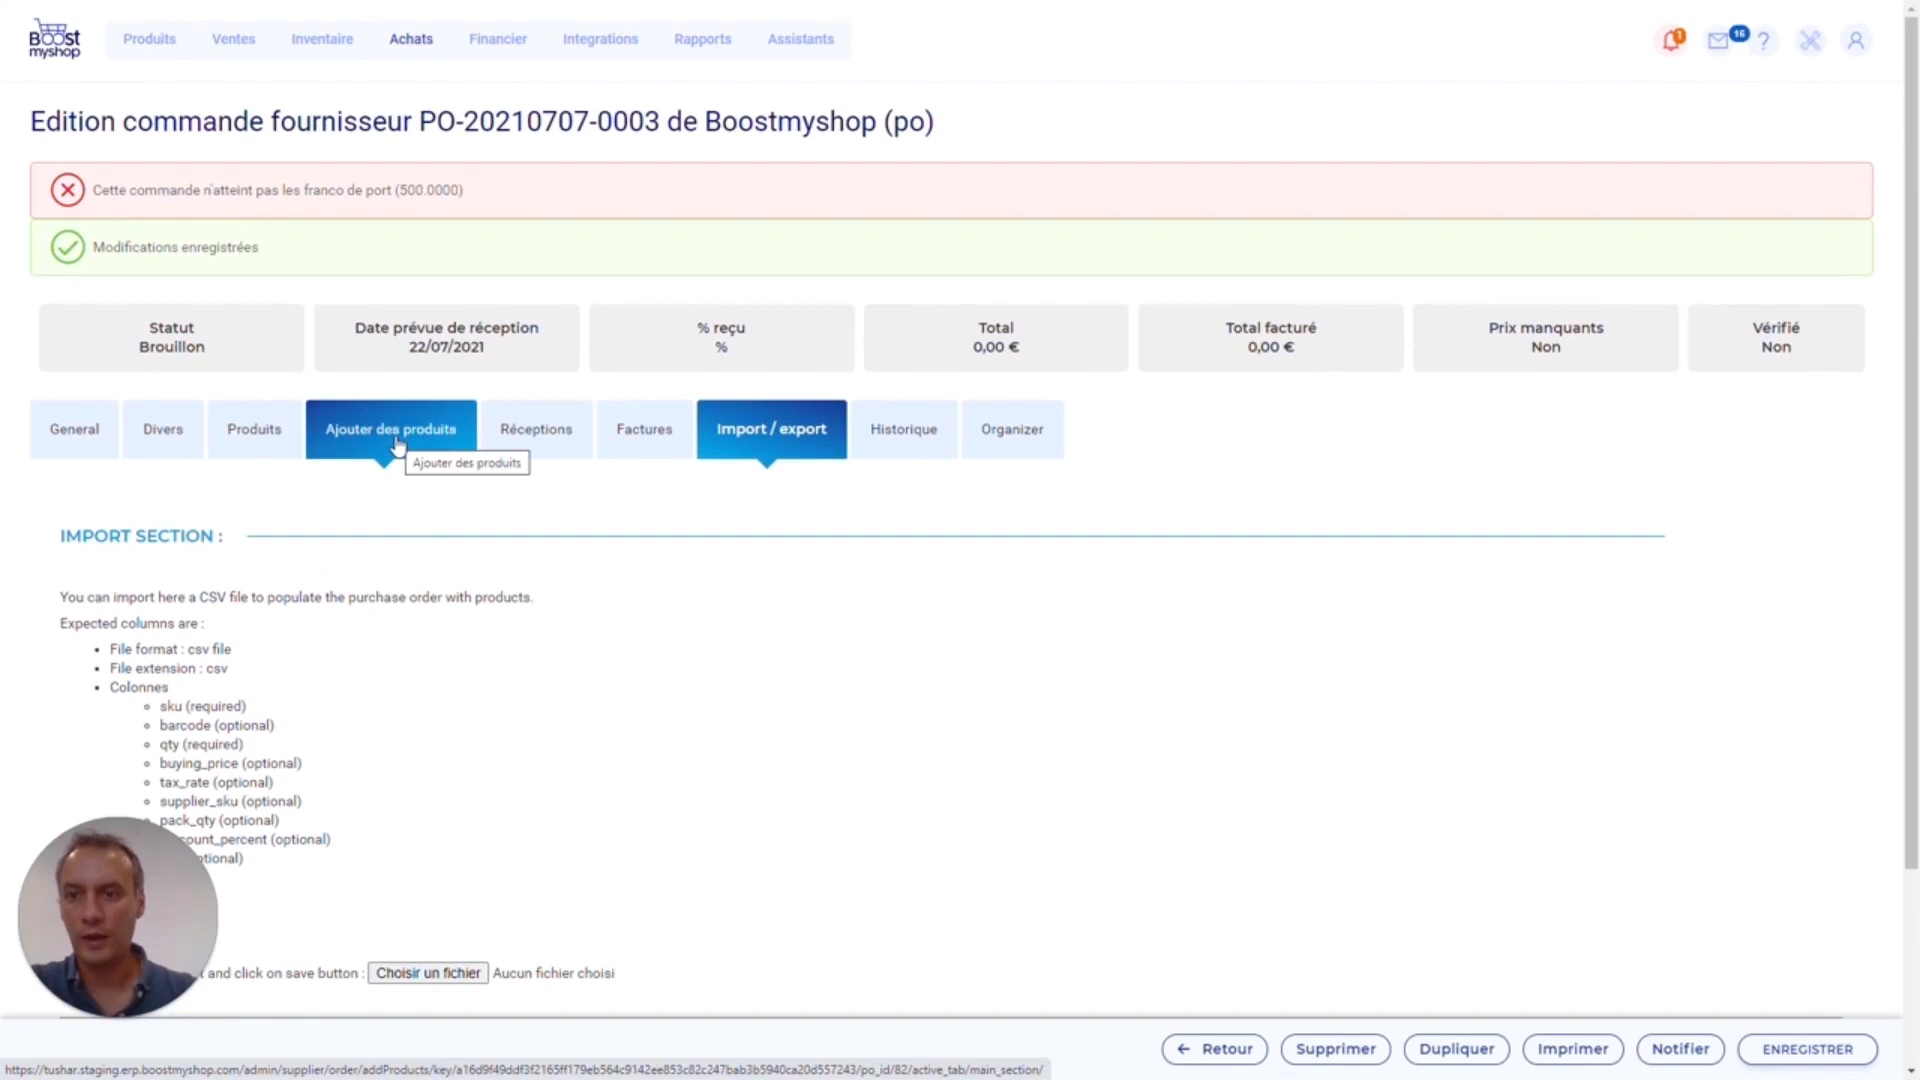 Boost
myshop
Produits
Ventes
Inventaire
Achats
Financier
Integrations
Rapports
Assistants
1
16
?
Edition commande fournisseur PO-20210707-0003 de Boostmyshop (po)
Cette commande n'atteint pas les franco de port (500.0000)
Modifications enregistrées
Statut
Brouillon
Date prévue de réception
22/07/2021
% reçu
%
Total
0,00 €
Total facturé
0,00 €
Prix manquants
Non
Vérifié
Non
General
Divers
Produits
Ajouter des produits
Réceptions
Factures
Import / export
Historique
Organizer
Ajouter des produits
IMPORT SECTION :
You can import here a CSV file to populate the purchase order with products.
Expected columns are :
• File format : csv file
• File extension : csv
• Colonnes
sku (required)
barcode (optional)
qty (required)
buying_price (optional)
tax_rate (optional)
supplier_sku (optional)
pack_qty (optional)
count_percent (optional)
ptional)
and click on save button : Choisir un fichier Aucun fichier choisi
← Retour
Supprimer
Dupliquer
Imprimer
Notifier
ENREGISTRER
https://tushar.staging.erp.boostmyshop.com/admin/supplier/order/addProducts/key/a16d9f49ddf3f2165ff179eb564c9142ee853c82c247bab3b5940ca20d557243/po_id/82/active_tab/main_section/